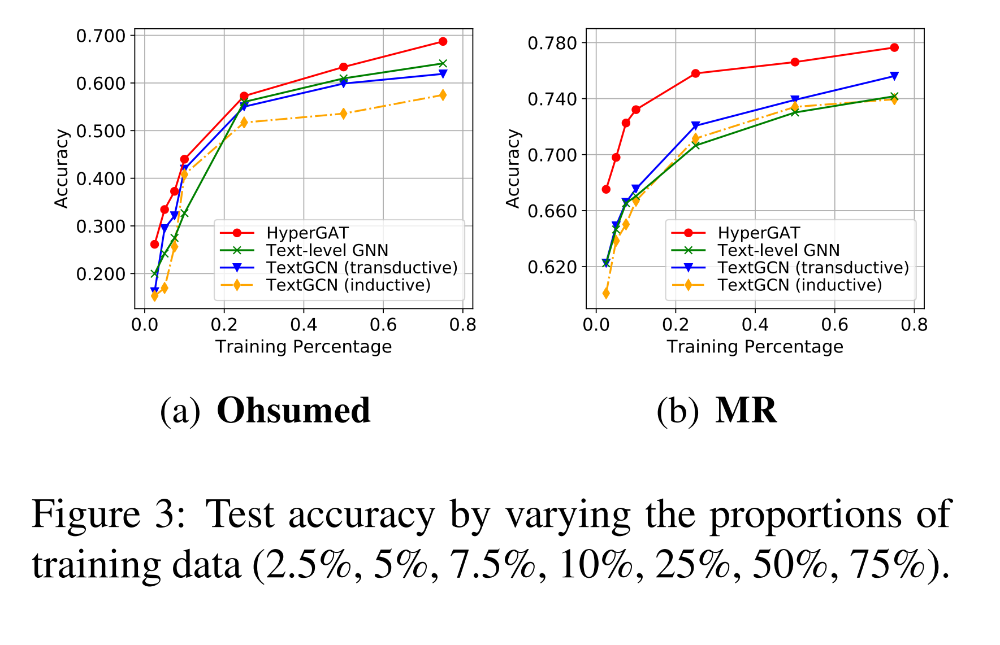 0.700
0.600
0.500
0.400
0.300
0.200
Accuracy
HyperGAT
Text-level GNN
TextGCN (transductive)
TextGCN (inductive)
0.0 0.2 0.4 0.6 0.8
Training Percentage
(a) Ohsumed
0.780
0.740
0.700
0.660
0.620
Accuracy
HyperGAT
Text-level GNN
TextGCN (transductive)
TextGCN (inductive)
0.0 0.2 0.4 0.6 0.8
Training Percentage
(b) MR
Figure 3: Test accuracy by varying the proportions of
training data (2.5%, 5%, 7.5%, 10%, 25%, 50%, 75%).